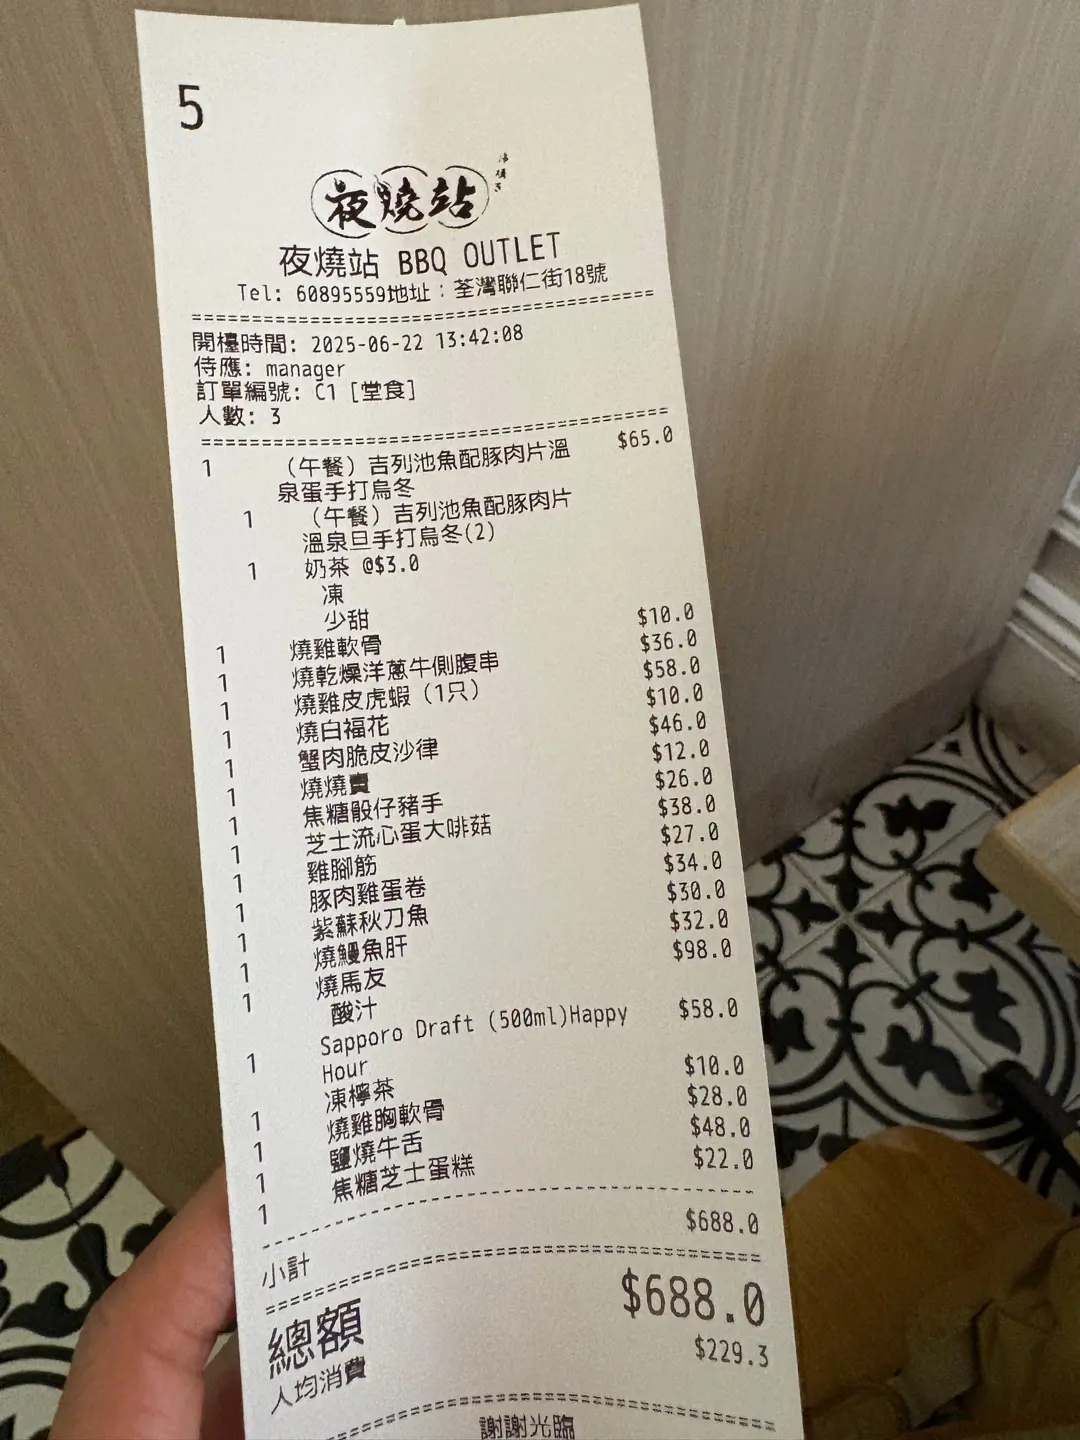 5
夜燒站
夜燒站 BBQ OUTLET
Tel: 60895559地址：荃灣聯仁街18號
開檯時間: 2025-06-22 13:42:08
侍應: manager
訂單編號: C1 [堂食]
人數: 3
1 （午餐）吉列池魚配豚肉片溫 $65.0
泉蛋手打烏冬
1 （午餐）吉列池魚配豚肉片
溫泉旦手打烏冬(2)
1 奶茶 @$3.0
凍
少甜
1 燒雞軟骨 $10.0
1 燒乾燥洋蔥牛側腹串 $36.0
1 燒雞皮虎蝦（1只） $58.0
1 燒白福花 $10.0
1 蟹肉脆皮沙律 $46.0
1 燒燒賣 $12.0
1 焦糖骰仔豬手 $26.0
1 芝士流心蛋大啡菇 $38.0
1 雞腳筋 $27.0
1 豚肉雞蛋卷 $34.0
1 紫蘇秋刀魚 $30.0
1 燒鰻魚肝 $32.0
1 燒馬友 $98.0
酸汁
1 Sapporo Draft (500ml)Happy $58.0
Hour
1 凍檸茶 $10.0
1 燒雞胸軟骨 $28.0
1 鹽燒牛舌 $48.0
1 焦糖芝士蛋糕 $22.0
小計 $688.0
總額 $688.0
人均消費 $229.3
謝謝光臨